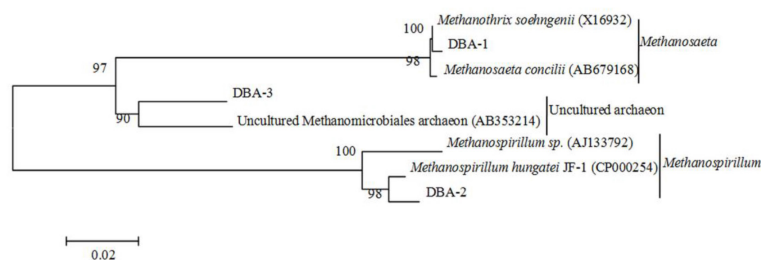 Methanothrix soehngenii (X16932)
100
DBA-1
Methanosaeta
98
Methanosaeta concilii (AB679168)
97
DBA-3
90
Uncultured Methanomicrobiales archaeon (AB353214)
Uncultured archaeon
Methanospirillum sp. (AJ133792)
100
Methanospirillum hungatei JF-1 (CP000254)
Methanospirillum
98
DBA-2
0.02